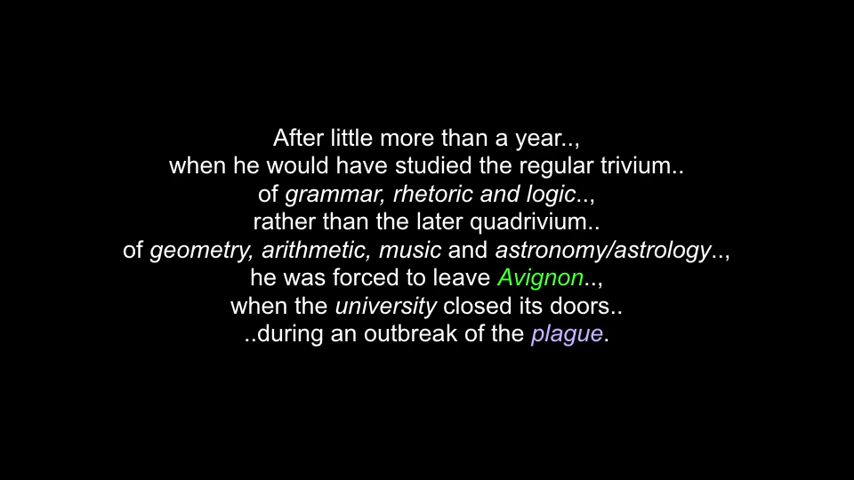 After little more than a year..,
when he would have studied the regular trivium..
of grammar, rhetoric and logic..,
rather than the later quadrivium..
of geometry, arithmetic, music and astronomy/astrology..,
he was forced to leave Avignon..,
when the university closed its doors..
..during an outbreak of the plague.